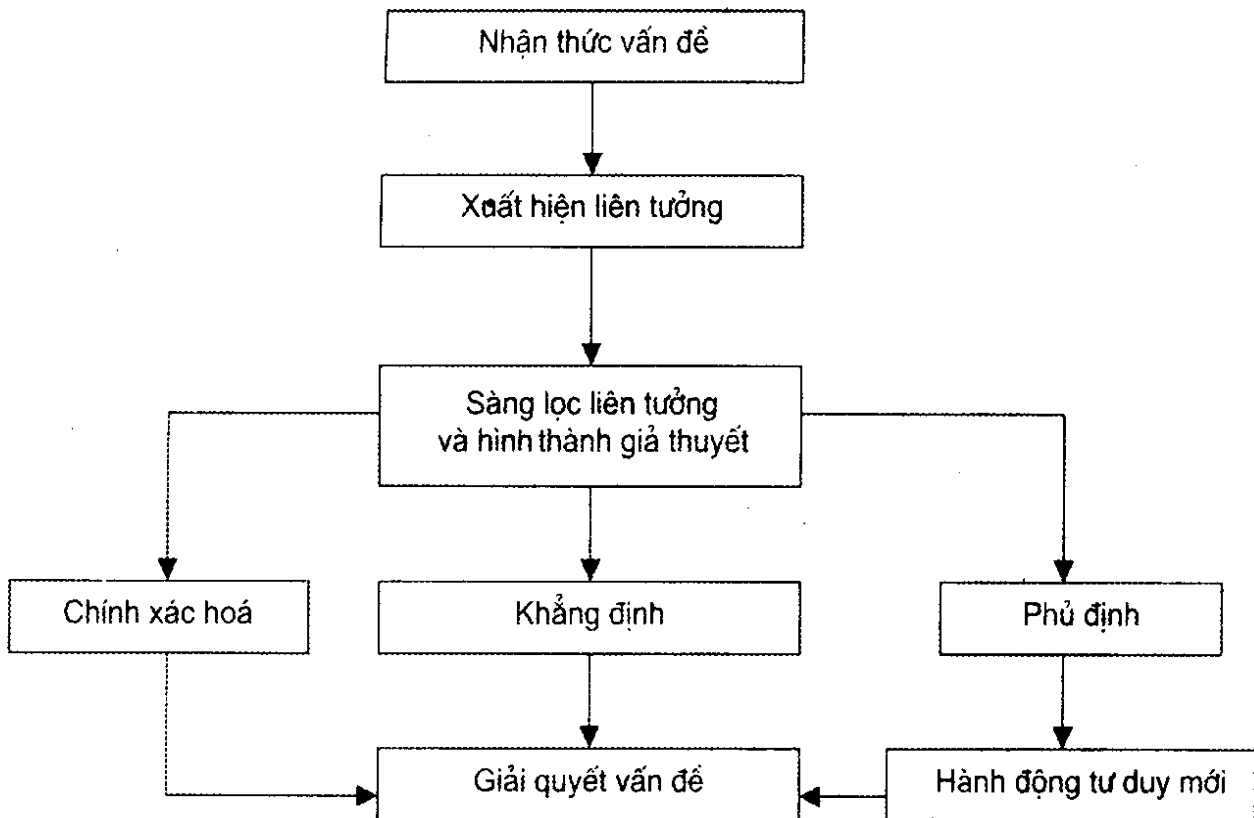 Nhận thức vấn đề
Xuất hiện liên tưởng
Sàng lọc liên tưởng
và hình thành giả thuyết
Chính xác hoá
Khẳng định
Phủ định
Giải quyết vấn đề
Hành động tư duy mới